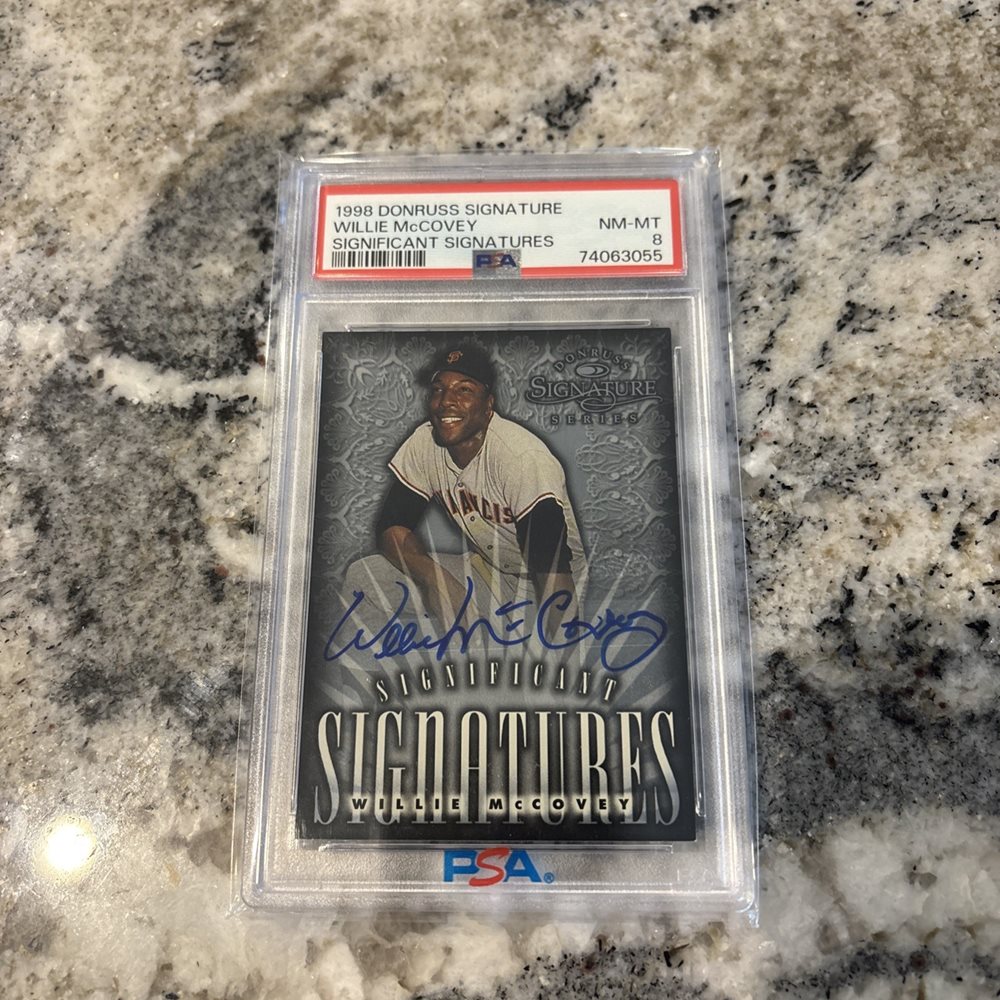 1998 DONRUSS SIGNATURE
WILLIE McCOVEY NM-MT
SIGNIFICANT SIGNATURES 8
PSA 74063055
SF
DONRUSS
SIGNATURE
SERIES
Willie McCovey
SIGNIFICANT
SIGNATURES
WILLIE McCOVEY
PSA®